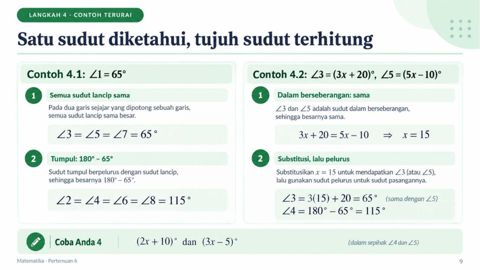 LANGKAH 4 · CONTOH TERURAI
Satu sudut diketahui, tujuh sudut terhitung
Contoh 4.1: ∠1 = 65°
1 Semua sudut lancip sama
Pada dua garis sejajar yang dipotong sebuah garis,
semua sudut lancip sama besar.
∠3 = ∠5 = ∠7 = 65°
2 Tumpul: 180° – 65°
Sudut tumpul berpelurus dengan sudut lancip,
sehingga besarnya 180° – 65°.
∠2 = ∠4 = ∠6 = ∠8 = 115°
Contoh 4.2: ∠3 = (3x + 20)°, ∠5 = (5x – 10)°
1 Dalam berseberangan: sama
∠3 dan ∠5 adalah sudut dalam berseberangan,
sehingga besarnya sama.
3x + 20 = 5x – 10 ⇒ x = 15
2 Substitusi, lalu pelurus
Substitusikan x = 15 untuk mendapatkan ∠3 (atau ∠5),
lalu gunakan sudut pelurus untuk sudut pasangannya.
∠3 = 3(15) + 20 = 65° (sama dengan ∠5)
∠4 = 180° – 65° = 115°
Coba Anda 4 (2x + 10)° dan (3x – 5)° (dalam sepihak ∠4 dan ∠5)
Matematika · Pertemuan 6
9